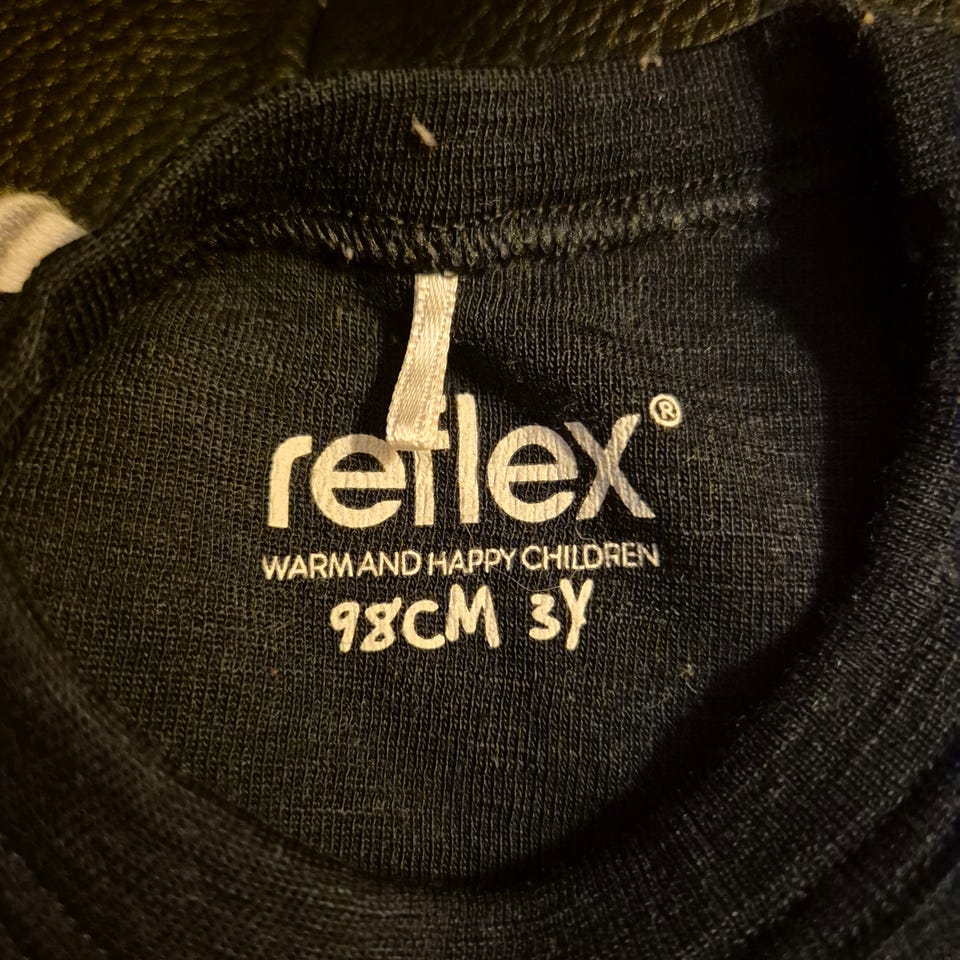 reflex®
WARM AND HAPPY CHILDREN
98CM 3Y